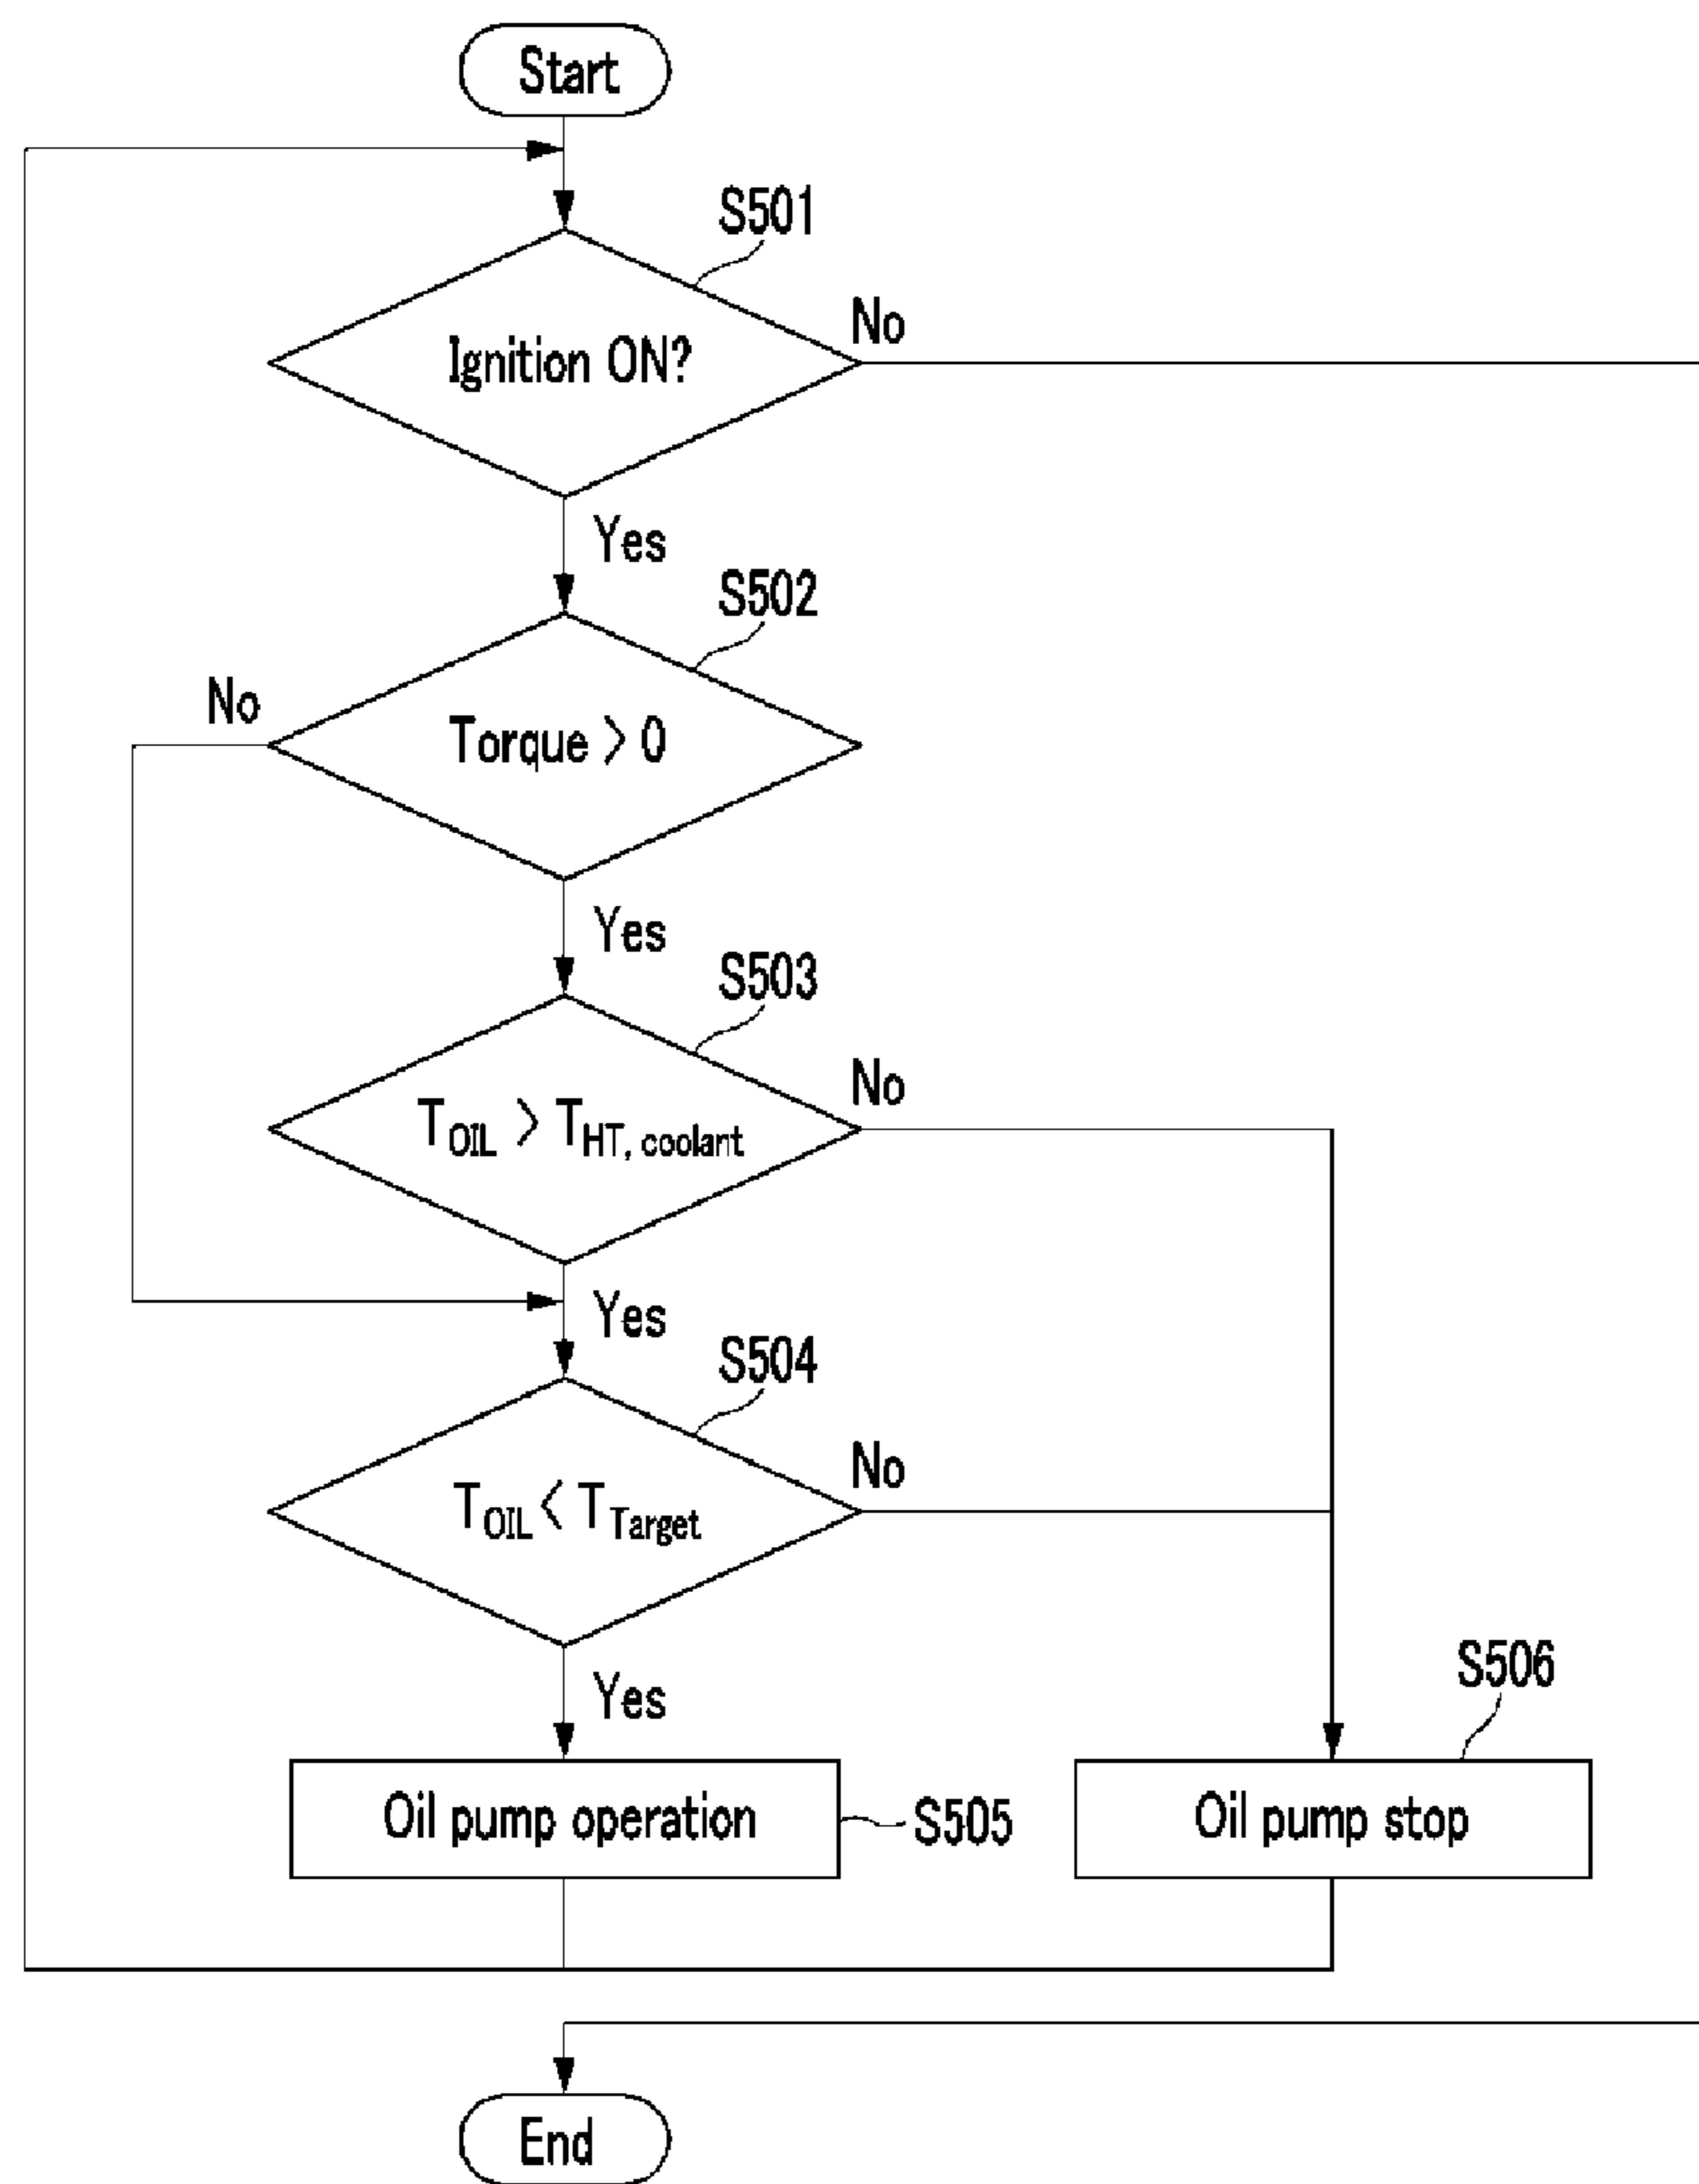 Start
S501
Ignition ON?
No
Yes
S502
No
Torque > 0
Yes
S503
No
T_OIL > T_HT, coolant
Yes
S504
No
T_OIL < T_Target
Yes
S506
Oil pump operation
S505
Oil pump stop
End